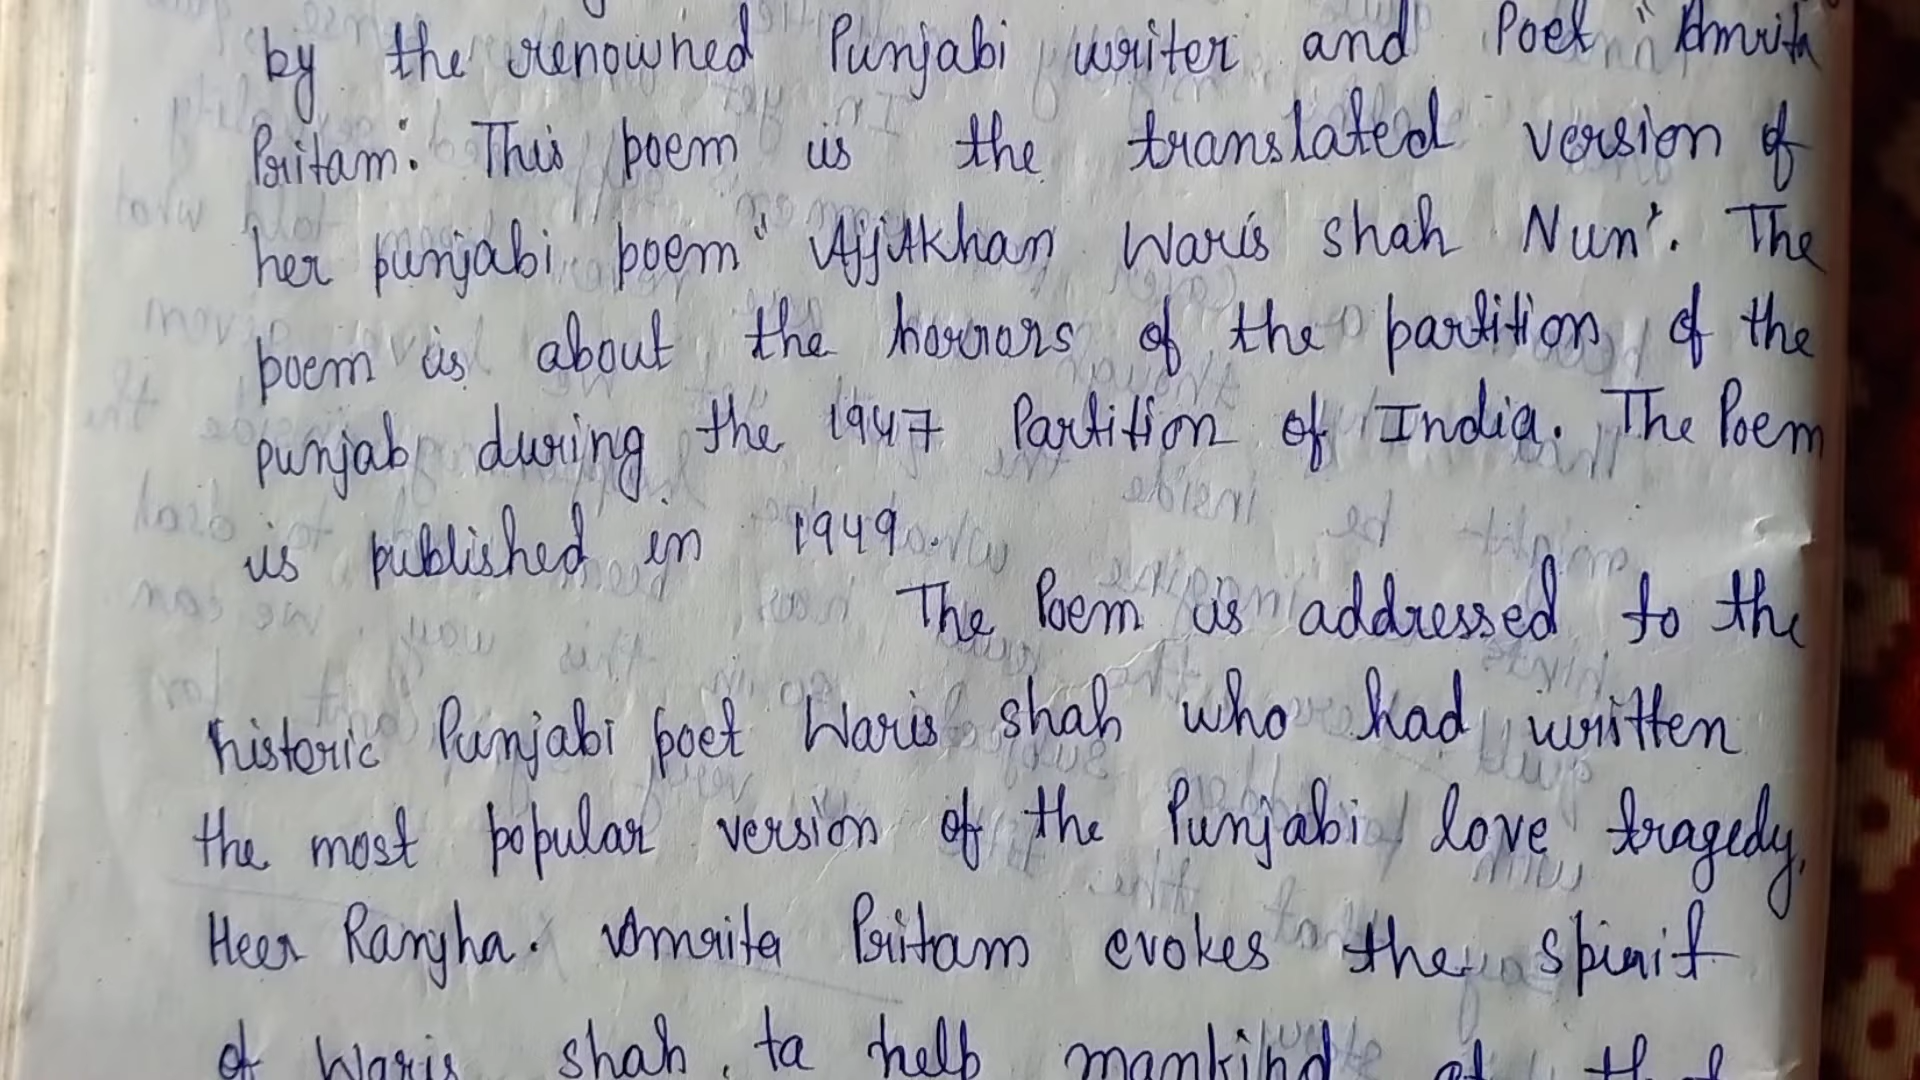 by the renowned Punjabi writer and Poet "Amrita
Pritam". This poem is the translated version of
her punjabi poem "AjjAkhan Waris shah Nun". The
poem is about the horrors of the partition of the
punjab during the 1947 Partition of India. The Poem
is published in 1949.
The Poem is addressed to the
historic Punjabi poet Waris shah who had written
the most popular version of the Punjabi love tragedy,
Heer Ranjha. Amrita Pritam evokes the spirit
of Waris shah, ta help mankind at that